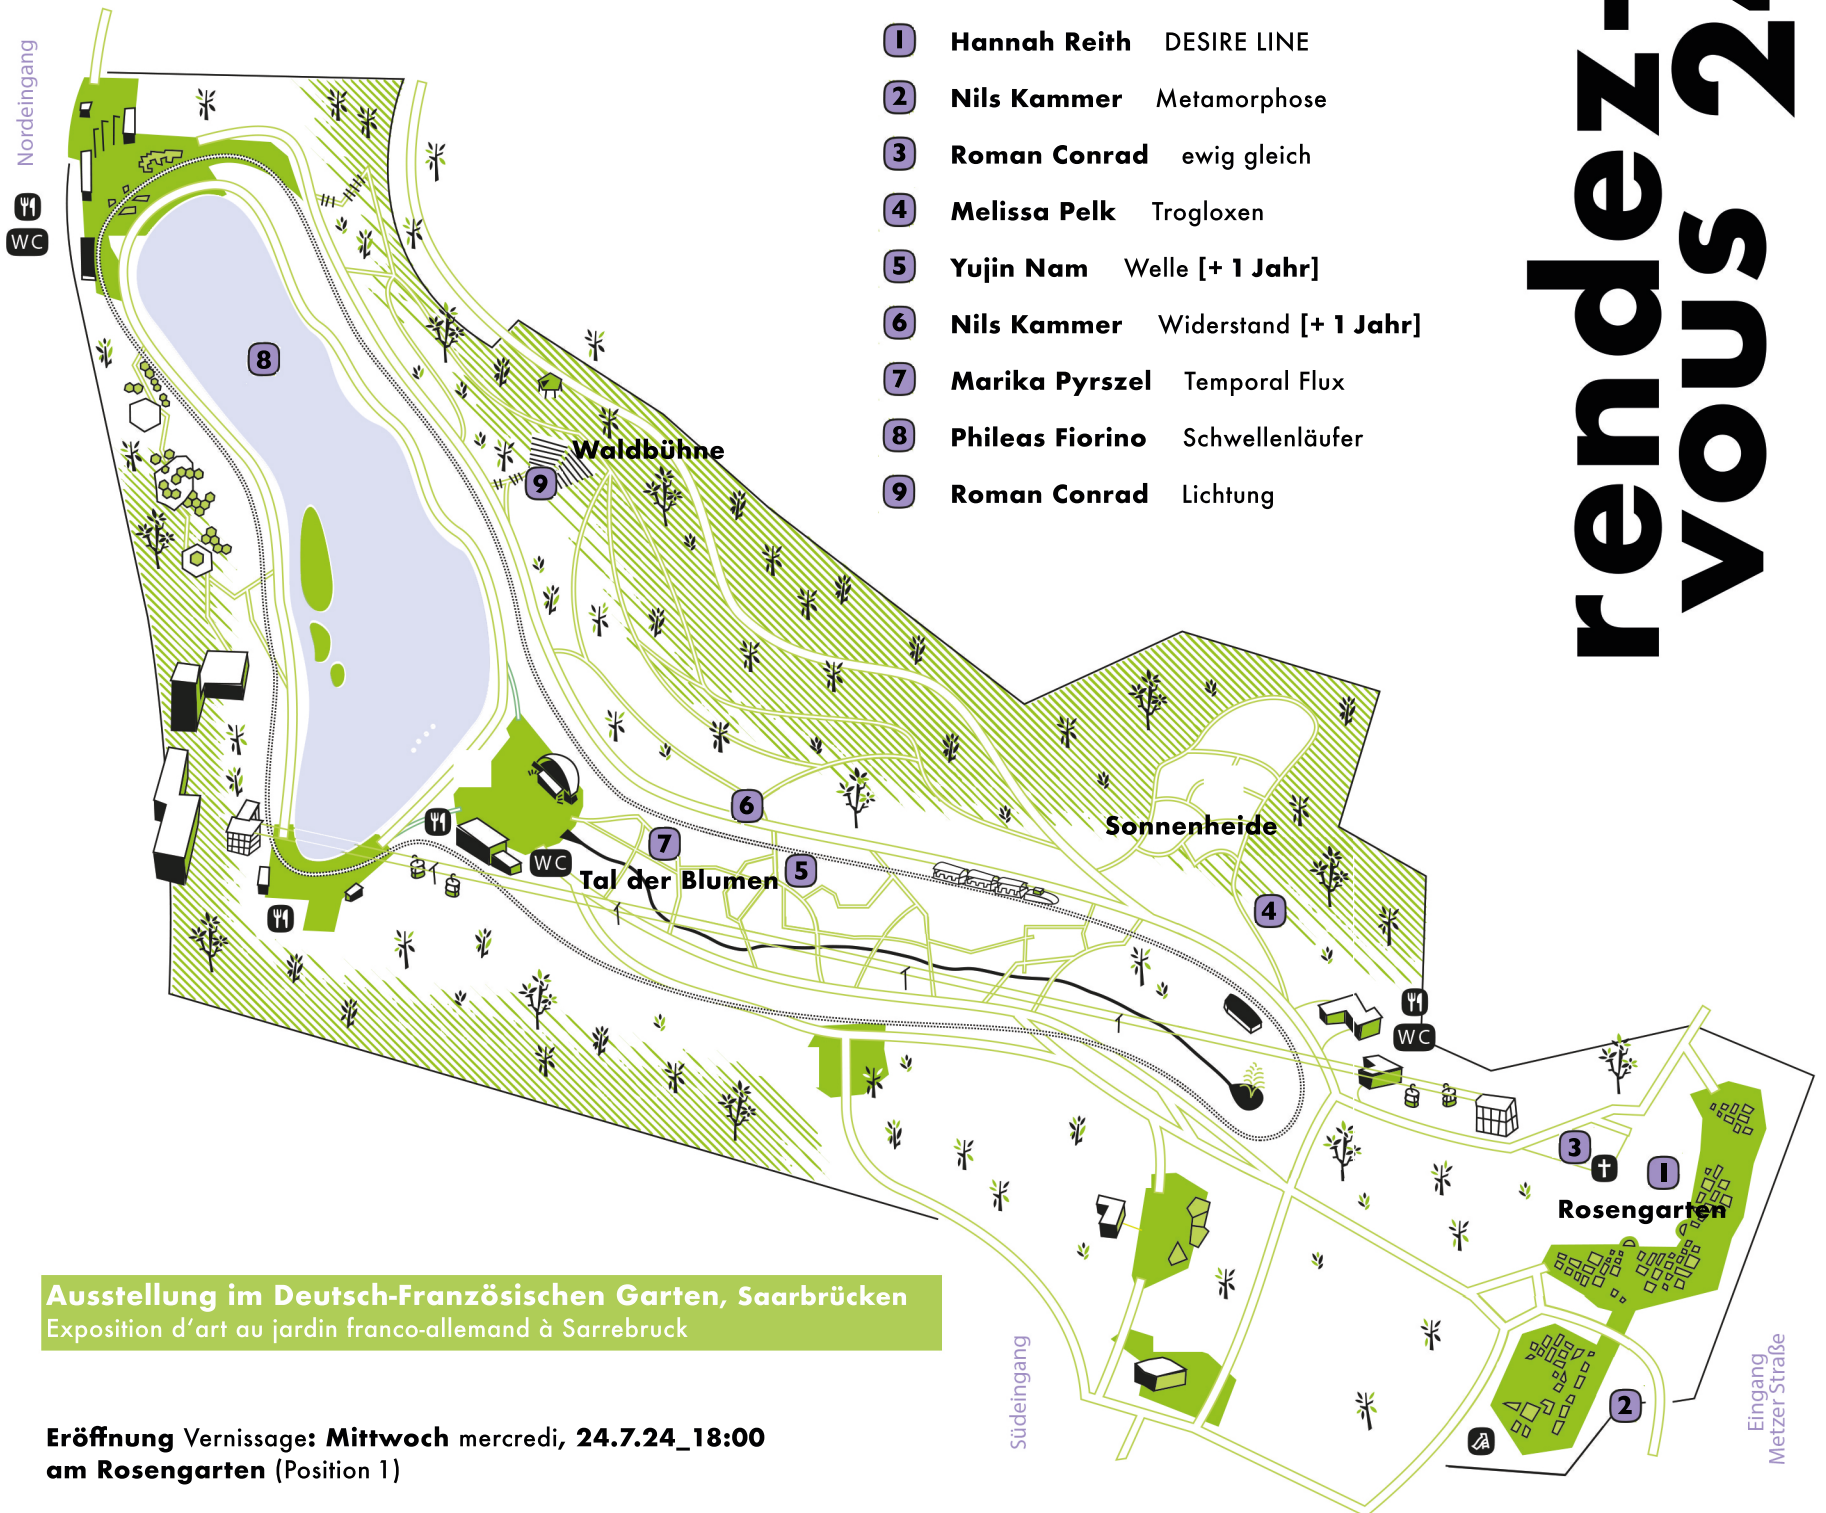 1 Hannah Reith DESIRE LINE
2 Nils Kammer Metamorphose
3 Roman Conrad ewig gleich
4 Melissa Pelk Trogloxen
5 Yujin Nam Welle [+ 1 Jahr]
6 Nils Kammer Widerstand [+ 1 Jahr]
7 Marika Pyrszel Temporal Flux
8 Phileas Fiorino Schwellenläufer
9 Roman Conrad Lichtung
rendez-
vous 2
Nordeingang
WC
8
Waldbühne
9
6
7
5
WC
Tal der Blumen
Sonnenheide
4
WC
3
1
Rosengarten
2
Südeingang
Eingang
Metzer Straße
Ausstellung im Deutsch-Französischen Garten, Saarbrücken
Exposition d‘art au jardin franco-allemand à Sarrebruck
Eröffnung Vernissage: Mittwoch mercredi, 24.7.24_18:00
am Rosengarten (Position 1)